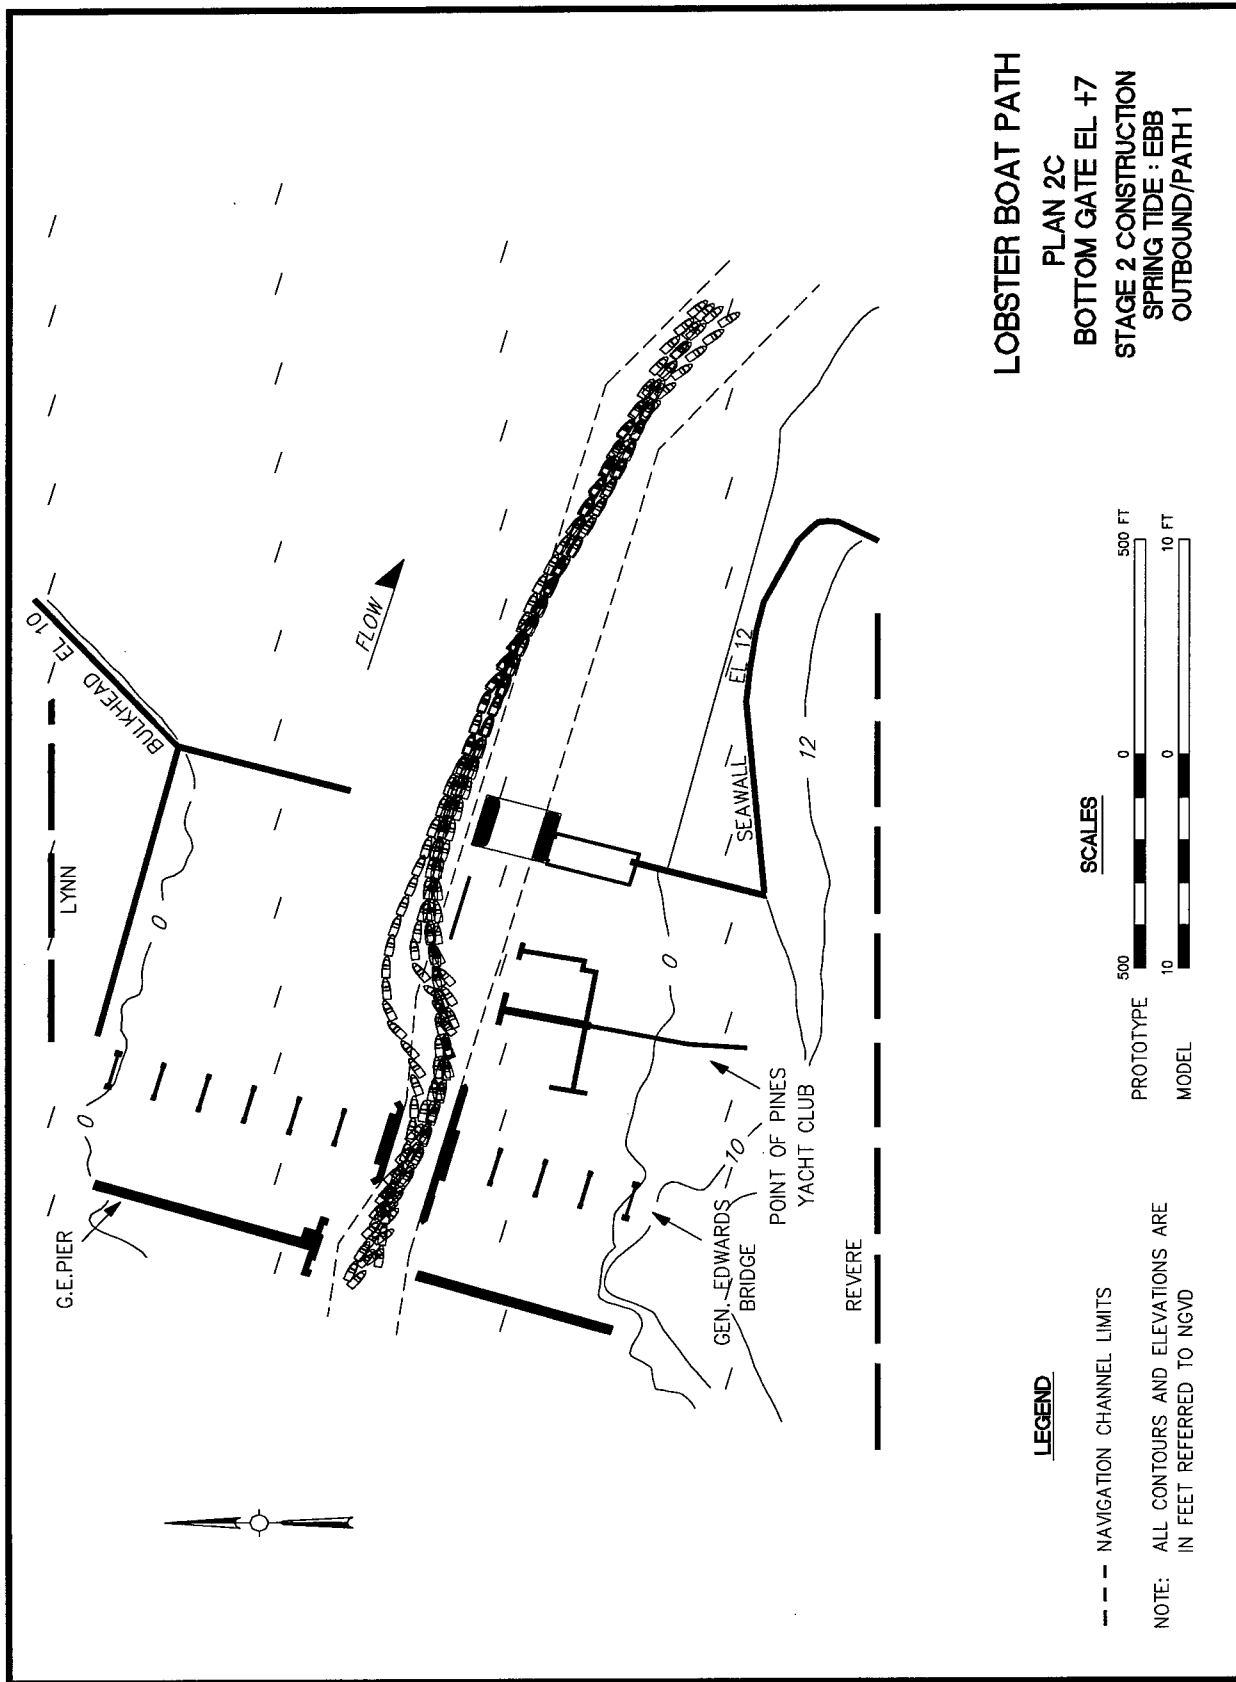 LYNN
BULKHEAD
EL 10
G.E.PIER
0
0
FLOW
SEAWALL
EL 12
12
0
10
POINT OF PINES
YACHT CLUB
GEN. EDWARDS
BRIDGE
REVERE
LOBSTER BOAT PATH
PLAN 2C
BOTTOM GATE EL +7
STAGE 2 CONSTRUCTION
SPRING TIDE : EBB
OUTBOUND/PATH 1
SCALES
PROTOTYPE 500 0 500 FT
MODEL 10 0 10 FT
LEGEND
NAVIGATION CHANNEL LIMITS
NOTE: ALL CONTOURS AND ELEVATIONS ARE
IN FEET REFERRED TO NGVD